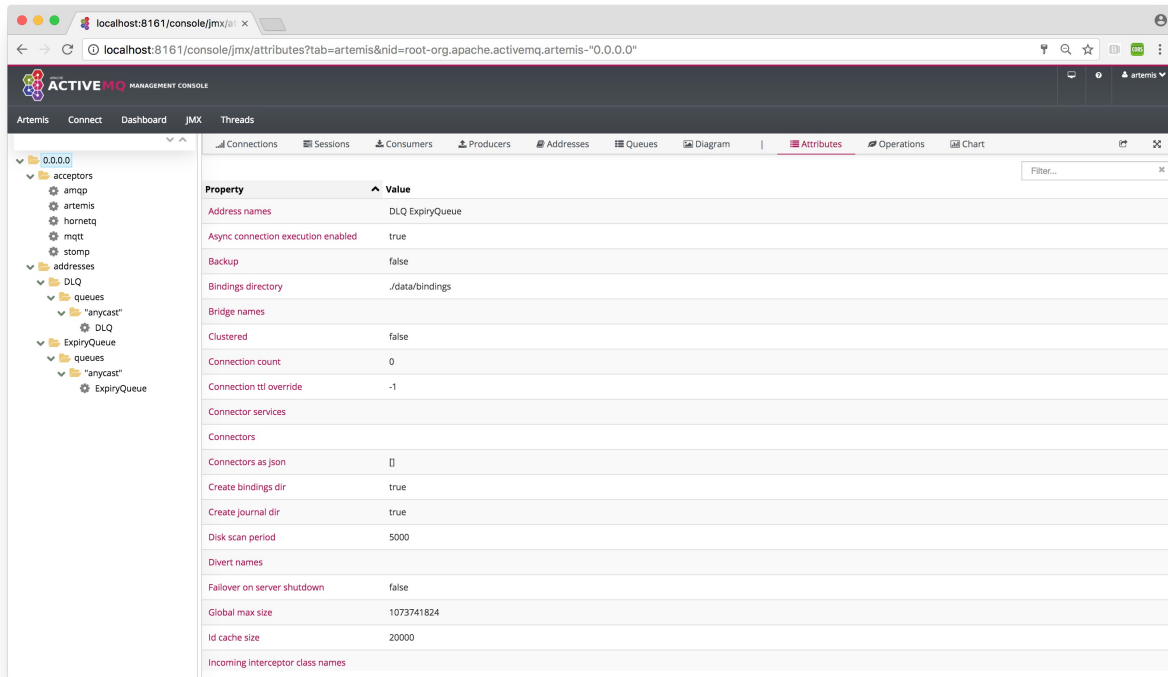 localhost:8161/console/jmx/at ×
localhost:8161/console/jmx/attributes?tab=artemis&nid=root-org.apache.activemq.artemis-"0.0.0.0"
ACTIVEMQ MANAGEMENT CONSOLE
artemis
Artemis Connect Dashboard JMX Threads
Connections Sessions Consumers Producers Addresses Queues Diagram | Attributes Operations Chart
0.0.0.0
acceptors
amqp
artemis
hornetq
mqtt
stomp
addresses
DLQ
queues
"anycast"
DLQ
ExpiryQueue
queues
"anycast"
ExpiryQueue
Filter...
Property Value
Address names DLQ ExpiryQueue
Async connection execution enabled true
Backup false
Bindings directory ./data/bindings
Bridge names
Clustered false
Connection count 0
Connection ttl override -1
Connector services
Connectors
Connectors as json []
Create bindings dir true
Create journal dir true
Disk scan period 5000
Divert names
Failover on server shutdown false
Global max size 1073741824
Id cache size 20000
Incoming interceptor class names